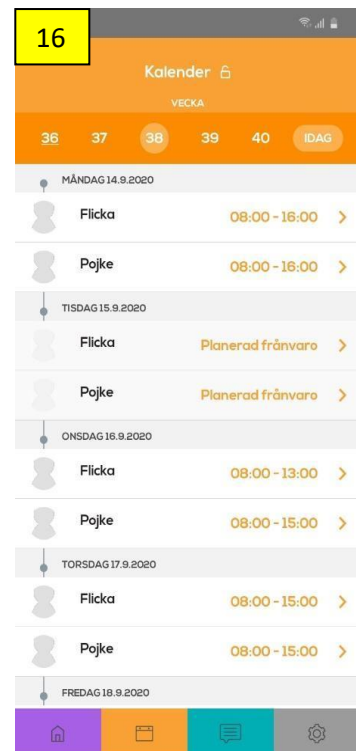 16
Kalender
VECKA
36 37 38 39 40 IDAG
MÅNDAG 14.9.2020
Flicka 08:00 - 16:00
Pojke 08:00 - 16:00
TISDAG 15.9.2020
Flicka Planerad frånvaro
Pojke Planerad frånvaro
ONSDAG 16.9.2020
Flicka 08:00 - 13:00
Pojke 08:00 - 15:00
TORSDAG 17.9.2020
Flicka 08:00 - 15:00
Pojke 08:00 - 15:00
FREDAG 18.9.2020